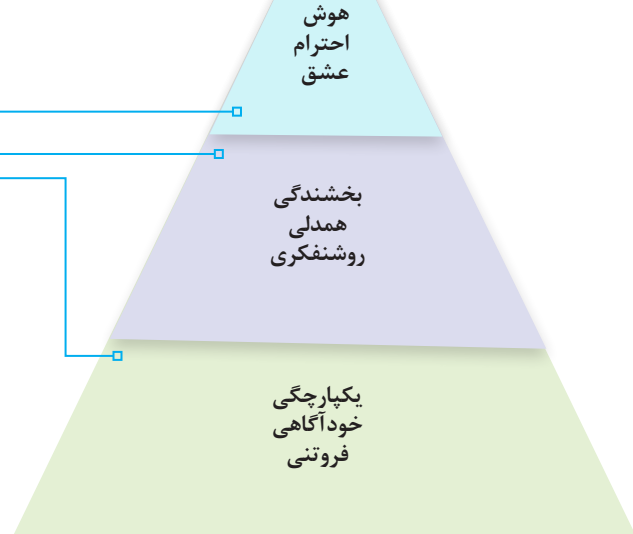 هوش
احترام
عشق
بخشندگی
همدلی
روشنفکری
یکپارچگی
خودآگاهی
فروتنی